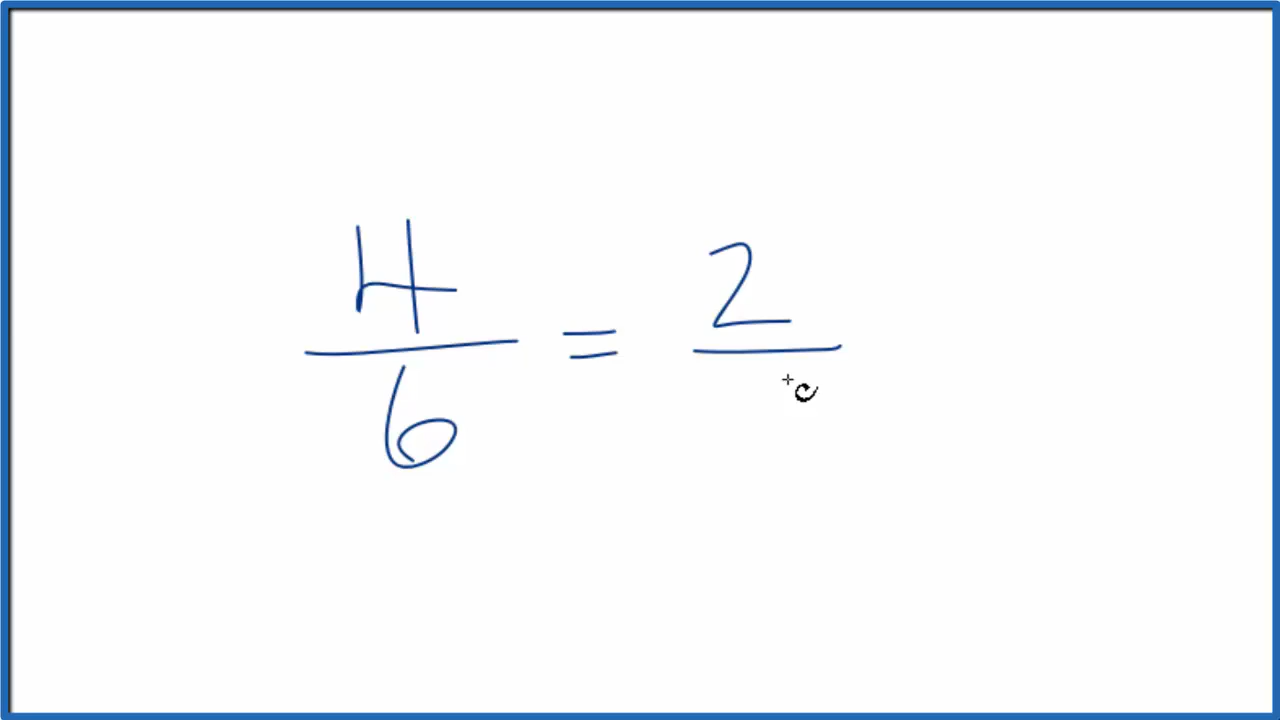 4/6 = 2/